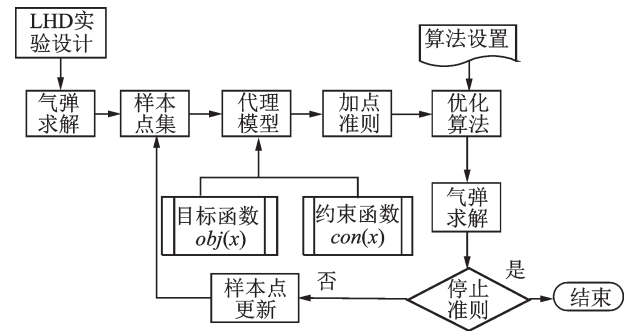 LHD实
验设计
算法设置
气弹
求解
样本
点集
代理
模型
加点
准则
优化
算法
目标函数
obj(x)
约束函数
con(x)
气弹
求解
样本点
更新
否
停止
准则
是
结束